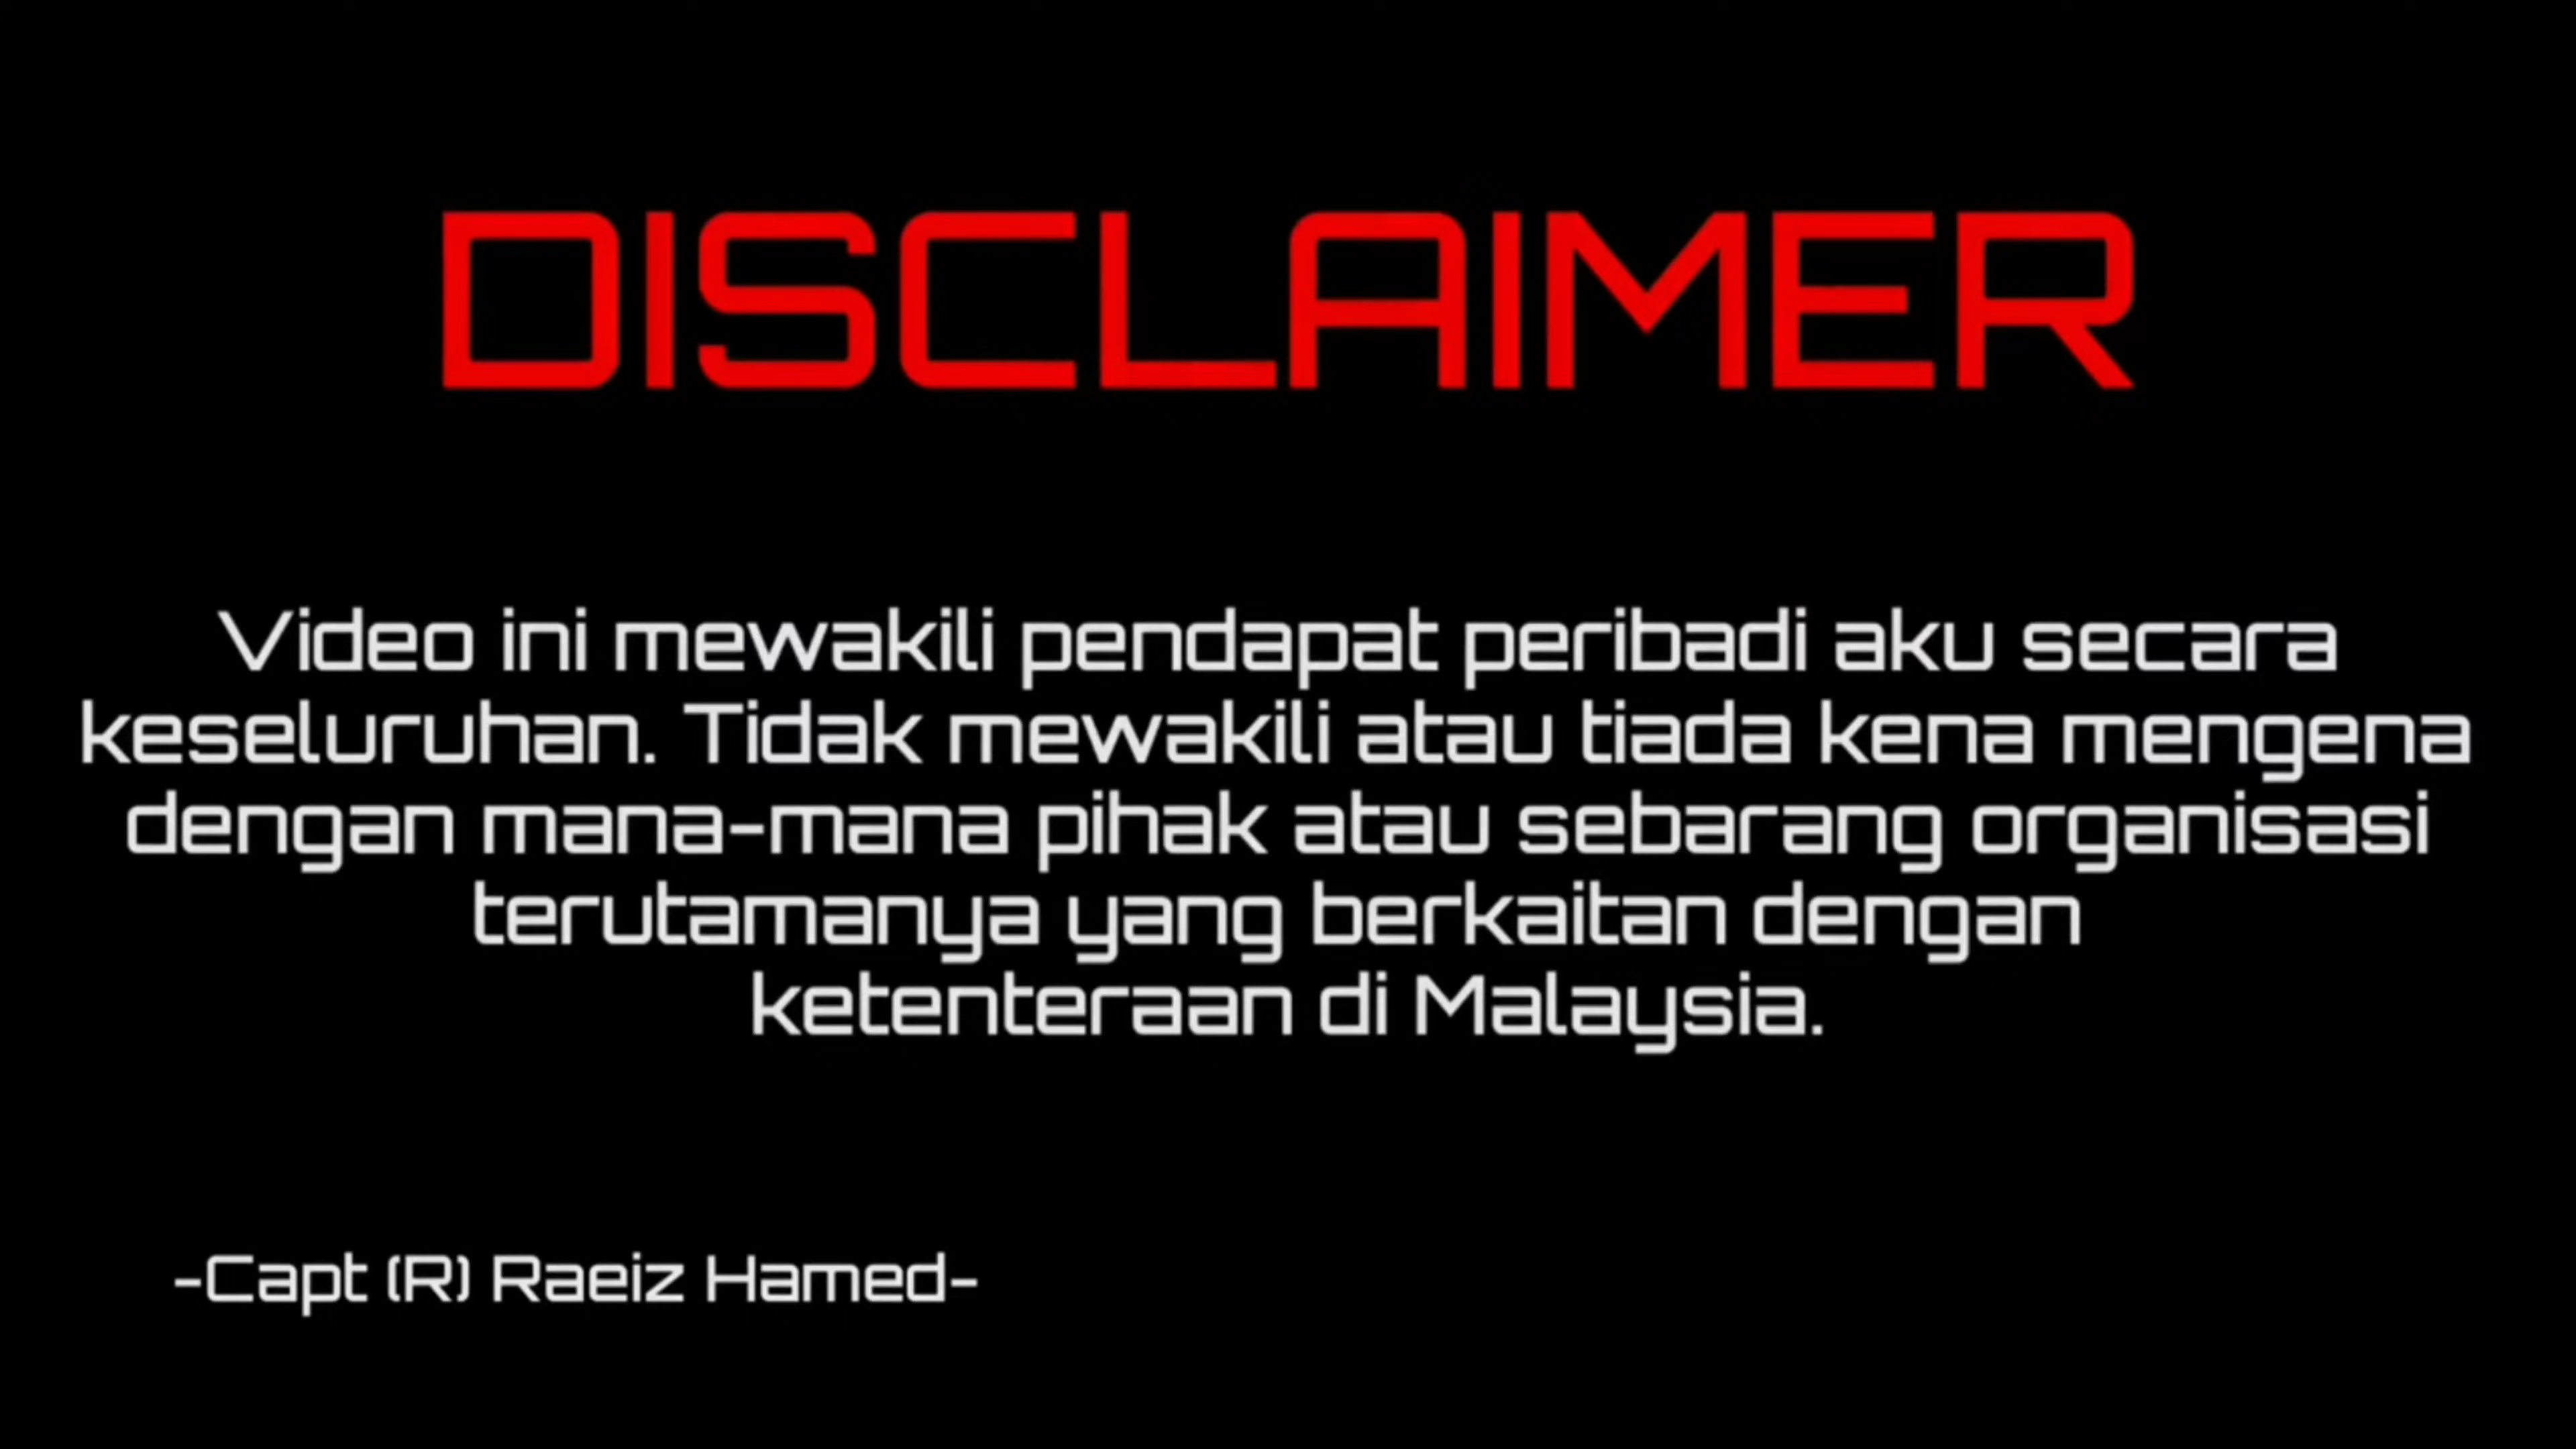 DISCLAIMER
Video ini mewakili pendapat peribadi aku secara
keseluruhan. Tidak mewakili atau tiada kena mengena
dengan mana-mana pihak atau sebarang organisasi
terutamanya yang berkaitan dengan
ketenteraan di Malaysia.
-Capt (R) Raeiz Hamed-